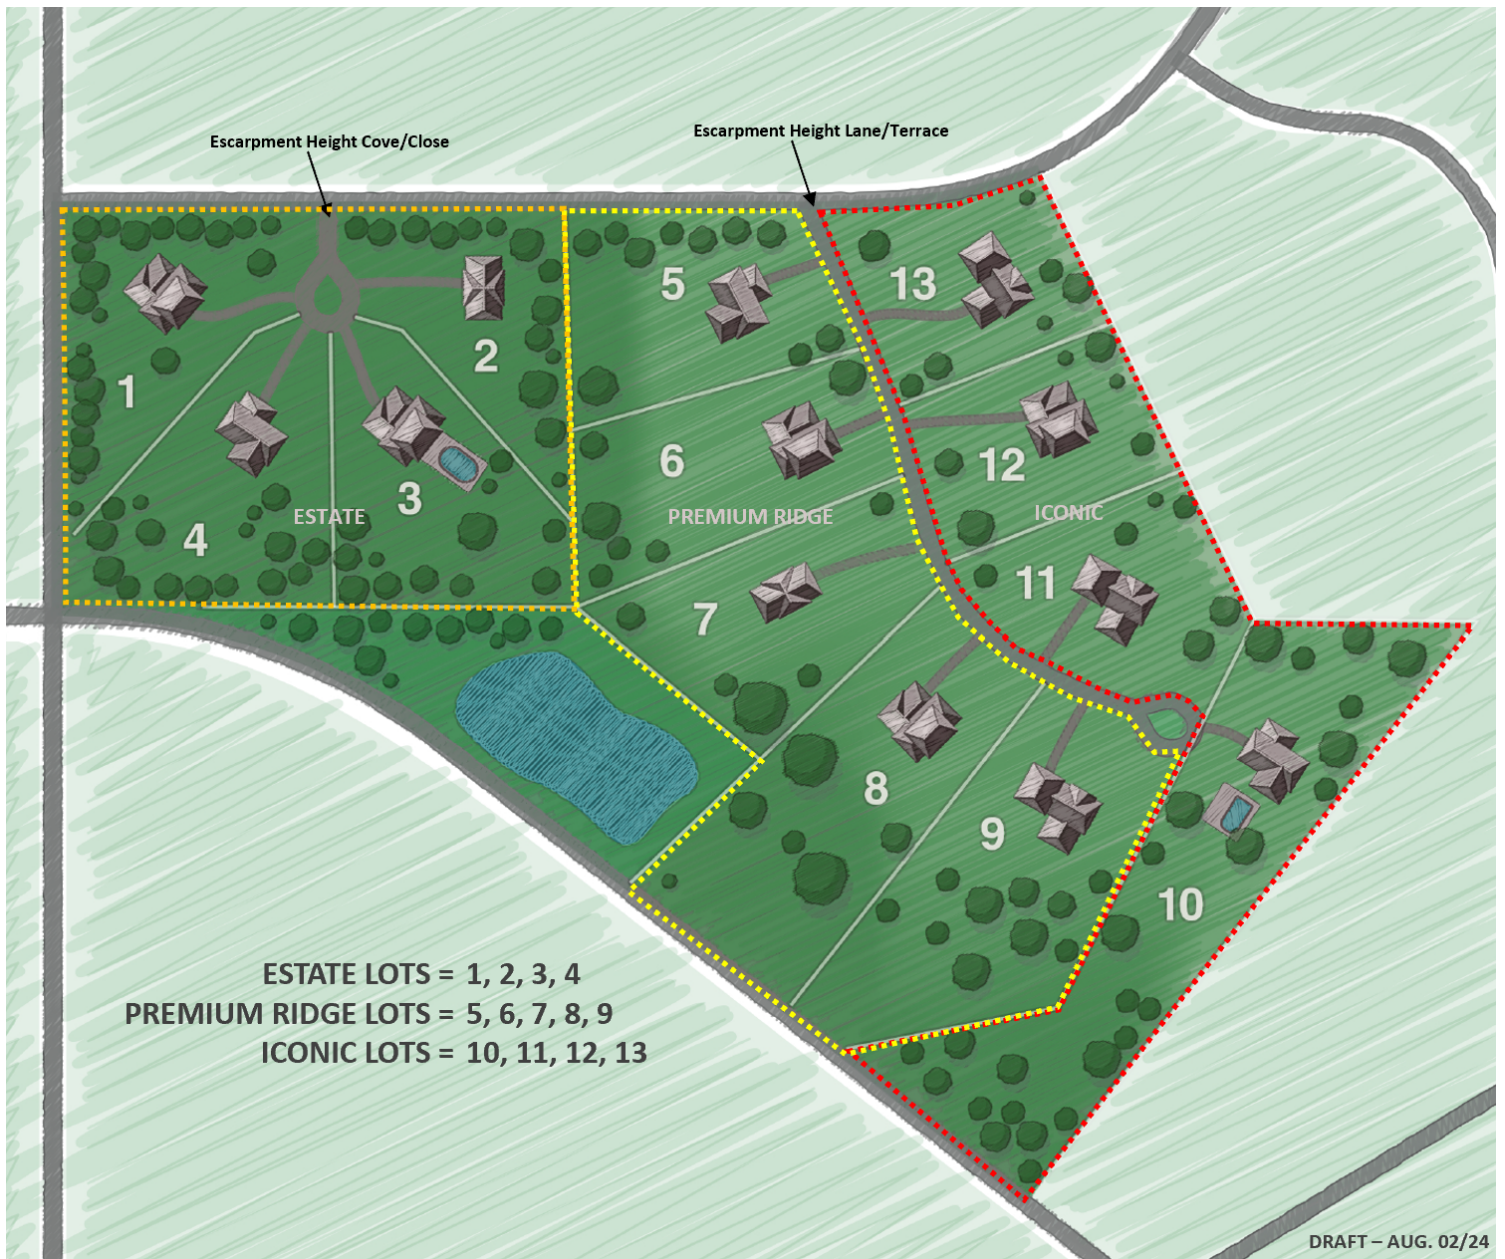 Escarpment Height Lane/Terrace
Escarpment Height Cove/Close
5
13
2
1
6
12
3
ESTATE
PREMIUM RIDGE
ICONIC
4
11
7
8
9
10
ESTATE LOTS = 1, 2, 3, 4
PREMIUM RIDGE LOTS = 5, 6, 7, 8, 9
ICONIC LOTS = 10, 11, 12, 13
DRAFT – AUG. 02/24